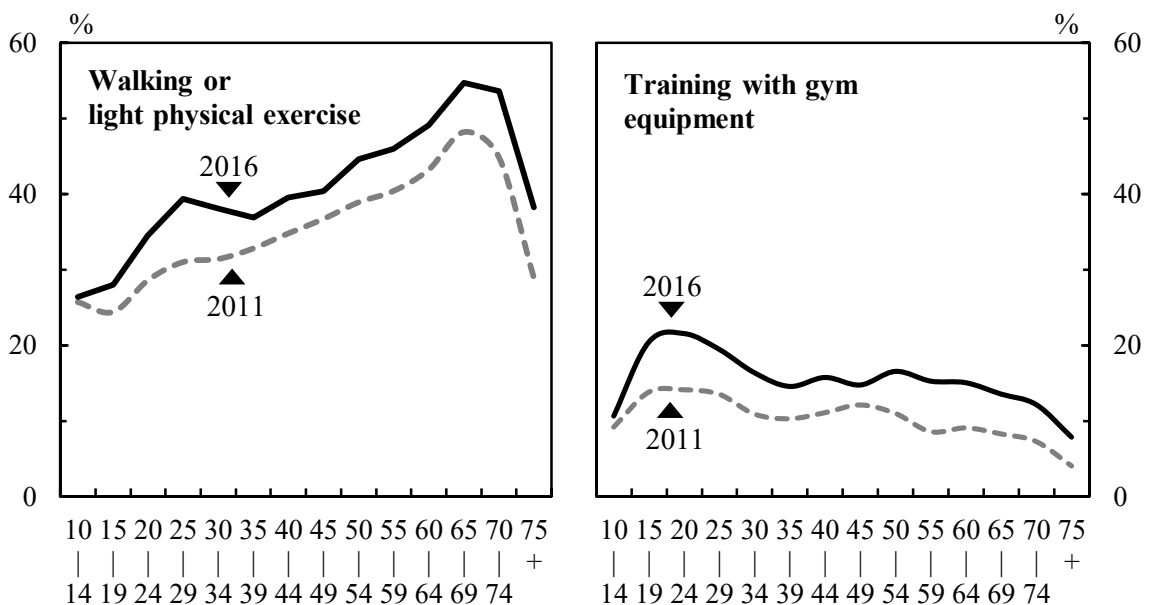 %
60
40
20
0
Walking or
light physical exercise
2016
2011
10 15 20 25 30 35 40 45 50 55 60 65 70 75
| | | | | | | | | | | | | +
14 19 24 29 34 39 44 49 54 59 64 69 74
%
60
40
20
0
Training with gym
equipment
2016
2011
10 15 20 25 30 35 40 45 50 55 60 65 70 75
| | | | | | | | | | | | | +
14 19 24 29 34 39 44 49 54 59 64 69 74